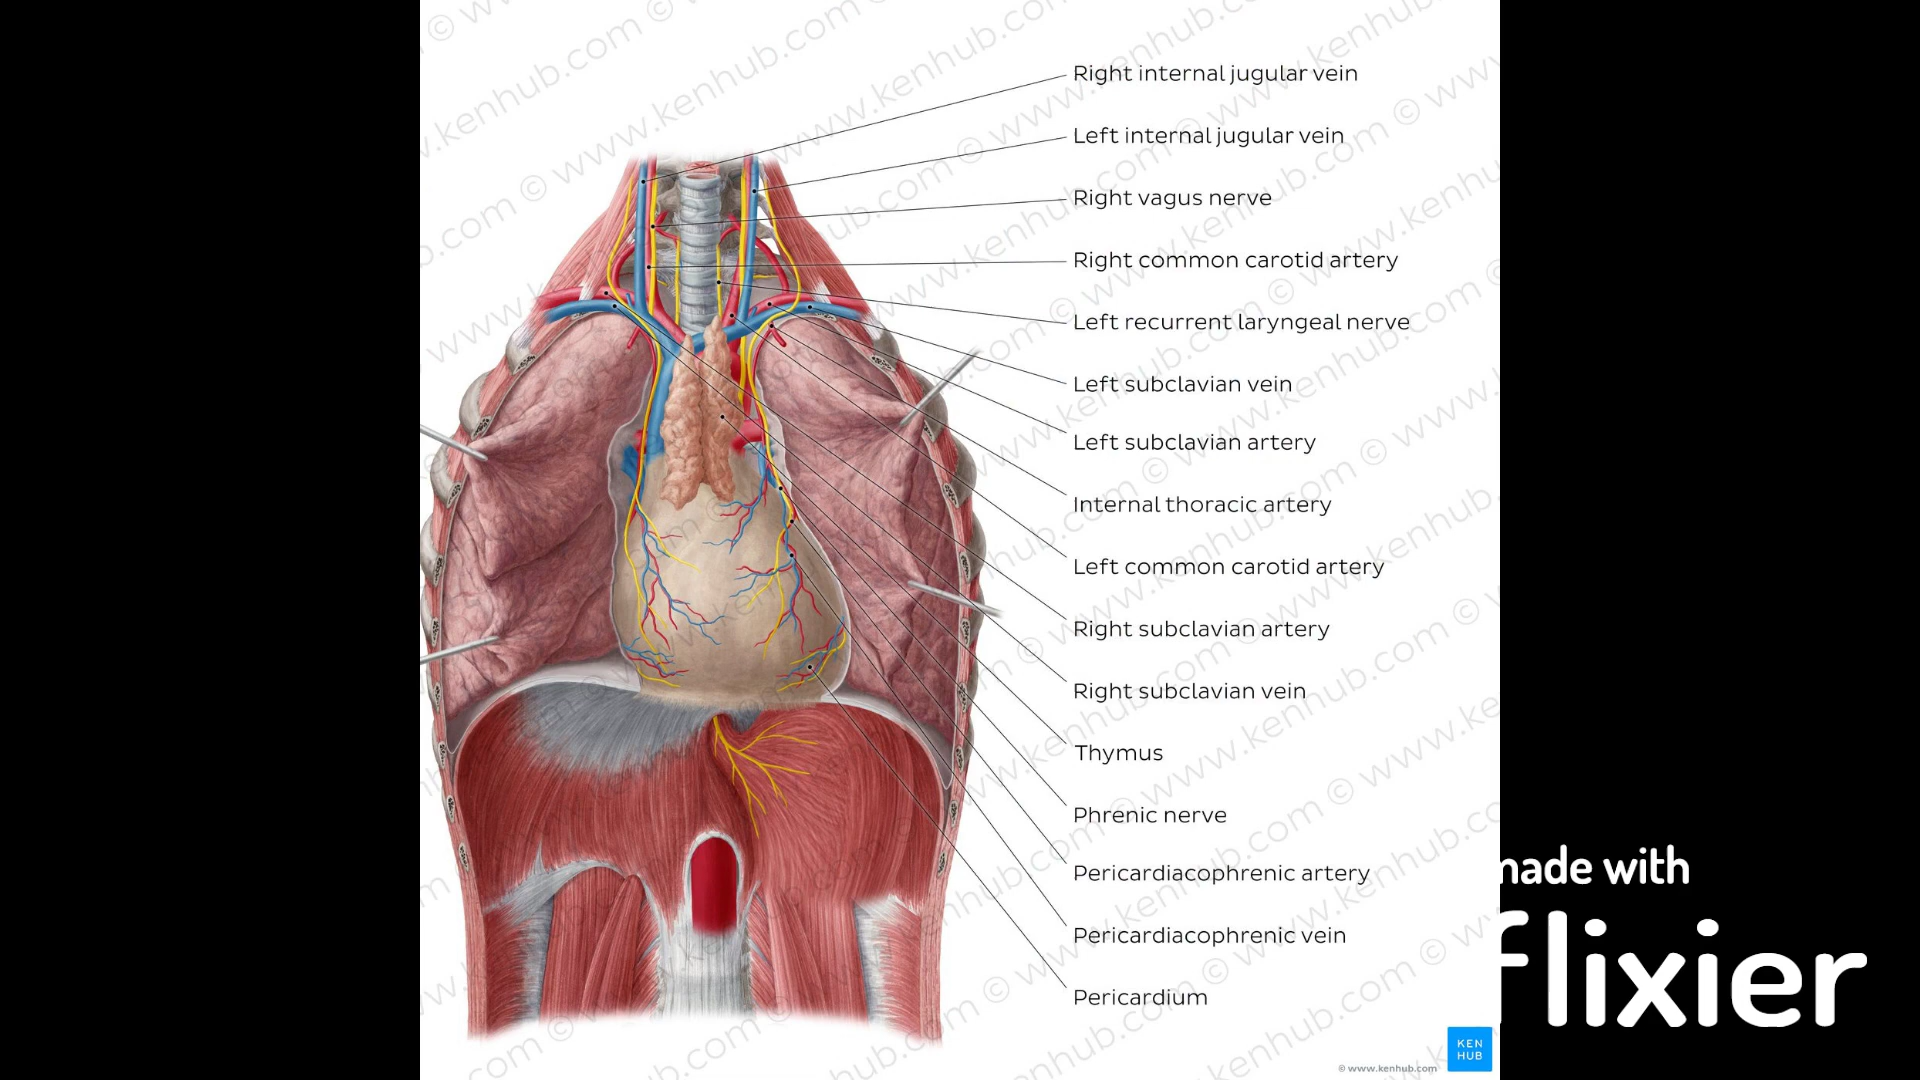 Right internal jugular vein
Left internal jugular vein
Right vagus nerve
Right common carotid artery
Left recurrent laryngeal nerve
Left subclavian vein
Left subclavian artery
Internal thoracic artery
Left common carotid artery
Right subclavian artery
Right subclavian vein
Thymus
Phrenic nerve
Pericardiacophrenic artery
Pericardiacophrenic vein
Pericardium
made with
flixier
KEN
HUB
© www.kenhub.com